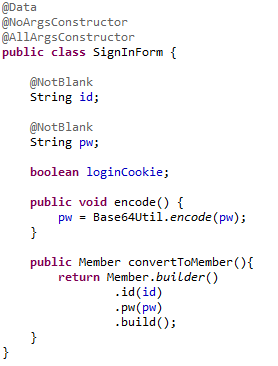 @Data
@NoArgsConstructor
@AllArgsConstructor
public class SignInForm {
@NotBlank
String id;
@NotBlank
String pw;
boolean loginCookie;
public void encode() {
pw = Base64Util.encode(pw);
}
public Member convertToMember(){
return Member.builder()
.id(id)
.pw(pw)
.build();
}
}